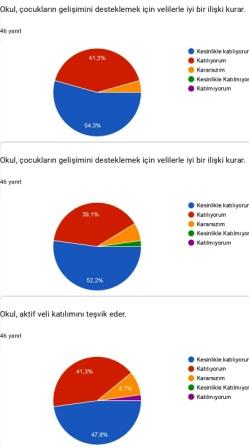 Okul, çocukların gelişimini desteklemek için velilerle iyi bir ilişki kurar.
46 yanıt
41,3%
54,3%
Kesinlikle katılıyorum
Katılıyorum
Kararsızım
Kesinlikle Katılmıyor
Katılmıyorum
Okul, çocukların gelişimini desteklemek için velilerle iyi bir ilişki kurar.
46 yanıt
39,1%
52,2%
Kesinlikle katılıyorum
Katılıyorum
Kararsızım
Kesinlikle Katılmıyor
Katılmıyorum
Okul, aktif veli katılımını teşvik eder.
46 yanıt
41,3%
8,7%
47,8%
Kesinlikle katılıyorum
Katılıyorum
Kararsızım
Kesinlikle Katılmıyor
Katılmıyorum